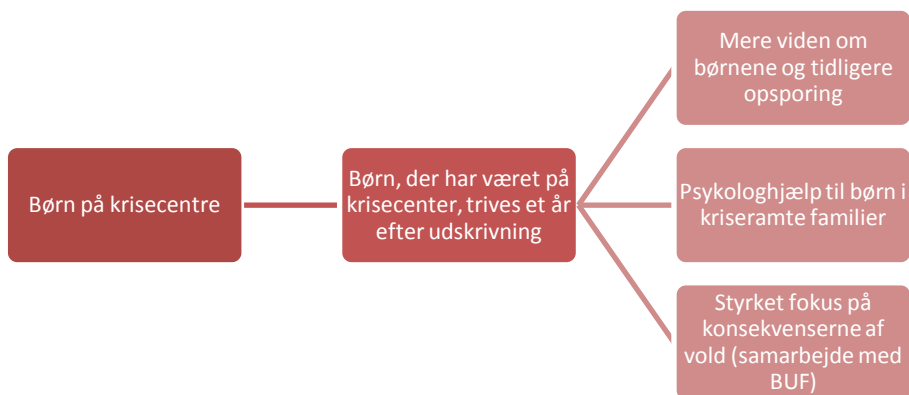 Børn på krisecentre
Børn, der har været på
krisecenter, trives et år
efter udskrivning
Mere viden om
børnene og tidligere
opsporing
Psykologhjælp til børn i
kriseramte familier
Styrket fokus på
konsekvenserne af
vold (samarbejde med
BUF)